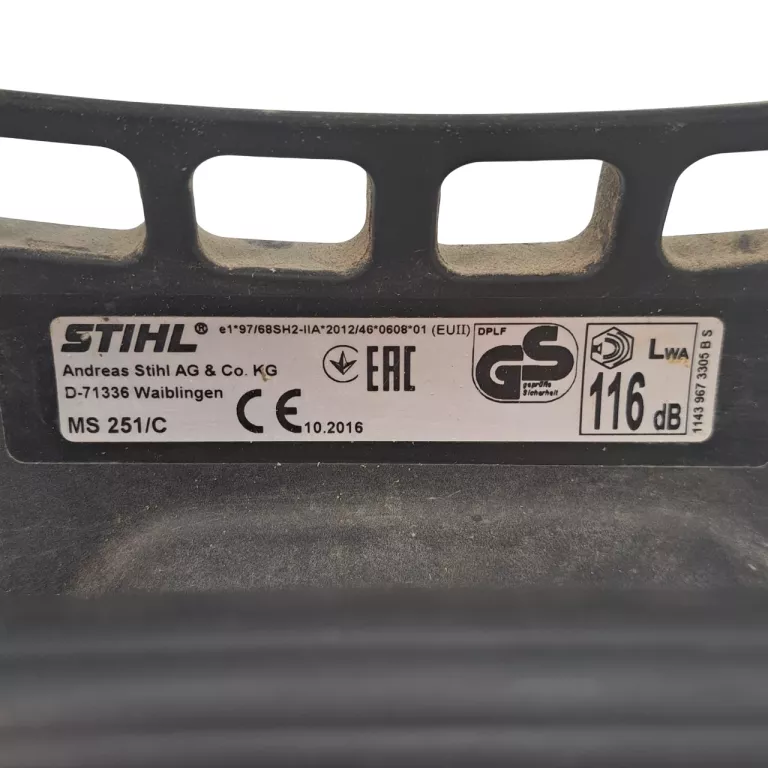 STIHL® e1*97/68SH2-IIA*2012/46*0608*01 (EUII)
Andreas Stihl AG & Co. KG
D-71336 Waiblingen
MS 251/C
CE 10.2016
EAC
DPLF
GS
geprüfte
Sicherheit
LWA
116 dB
1143 967 3305 B S